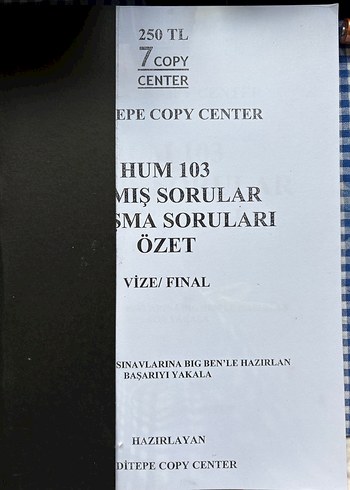 250 TL
7 COPY
CENTER
TEPE COPY CENTER
HUM 103
MIŞ SORULAR
ŞMA SORULARI
ÖZET
VİZE/ FINAL
SINAVLARINA BIG BEN'LE HAZIRLAN
BAŞARIYI YAKALA
HAZIRLAYAN
DİTEPE COPY CENTER